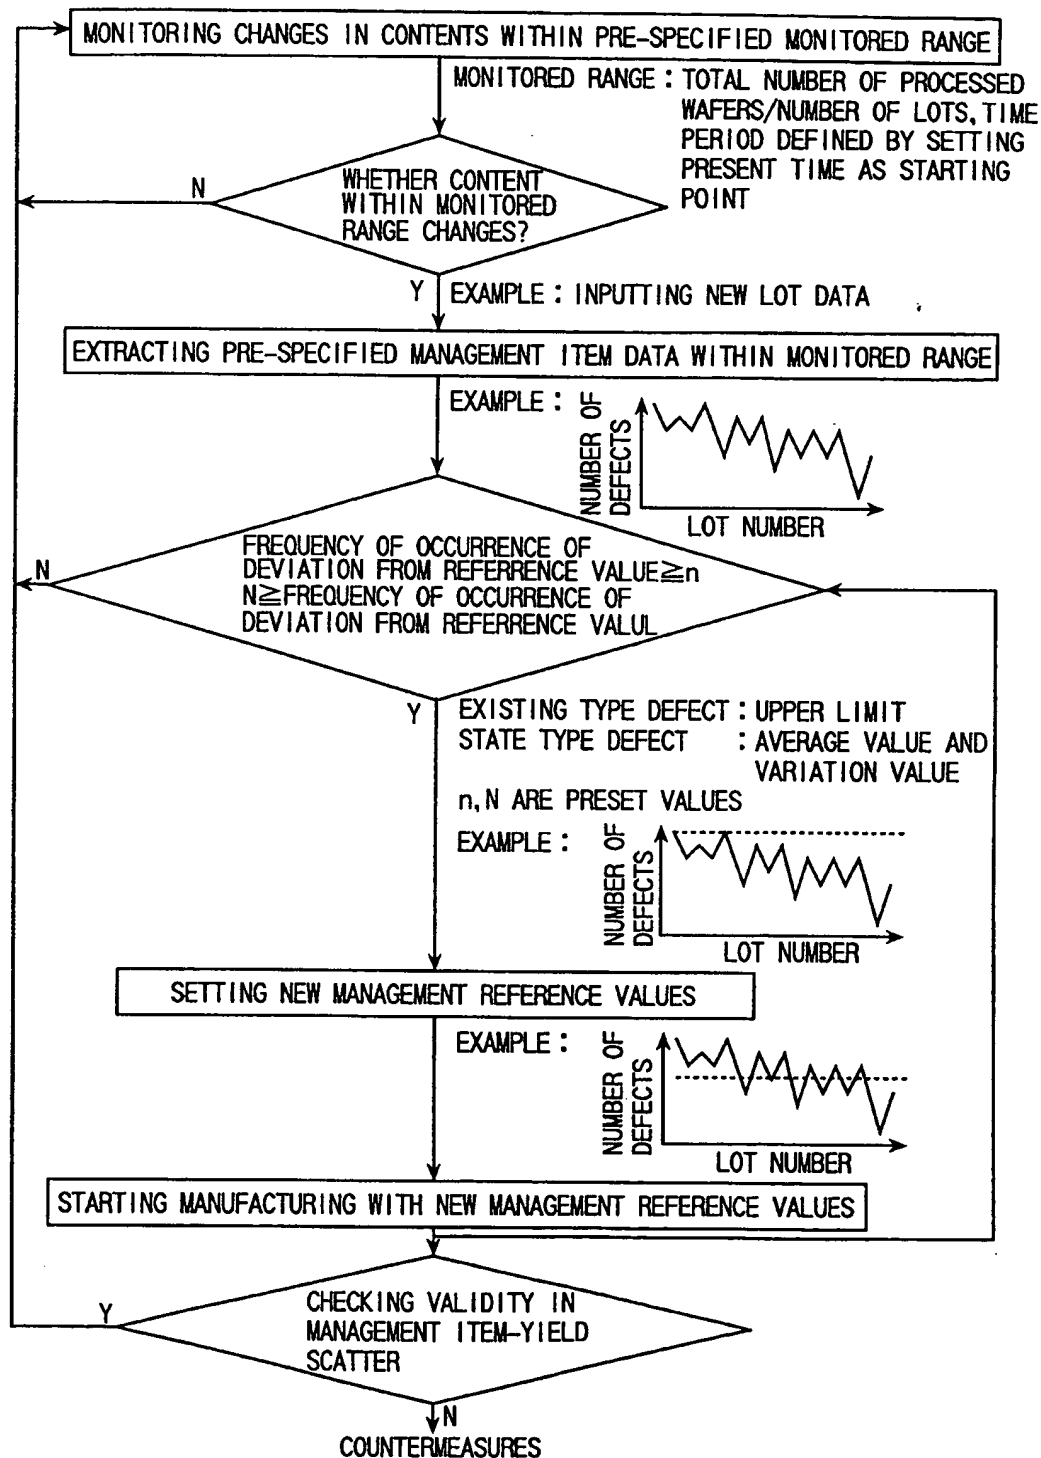 MONITORING CHANGES IN CONTENTS WITHIN PRE-SPECIFIED MONITORED RANGE
MONITORED RANGE : TOTAL NUMBER OF PROCESSED
WAFERS/NUMBER OF LOTS, TIME
PERIOD DEFINED BY SETTING
PRESENT TIME AS STARTING
POINT
N
WHETHER CONTENT
WITHIN MONITORED
RANGE CHANGES?
Y
EXAMPLE : INPUTTING NEW LOT DATA
EXTRACTING PRE-SPECIFIED MANAGEMENT ITEM DATA WITHIN MONITORED RANGE
EXAMPLE :
NUMBER OF
DEFECTS
LOT NUMBER
N
FREQUENCY OF OCCURRENCE OF
DEVIATION FROM REFERRENCE VALUE≧n
N≧FREQUENCY OF OCCURRENCE OF
DEVIATION FROM REFERRENCE VALUL
Y
EXISTING TYPE DEFECT : UPPER LIMIT
STATE TYPE DEFECT : AVERAGE VALUE AND
VARIATION VALUE
n, N ARE PRESET VALUES
EXAMPLE :
NUMBER OF
DEFECTS
LOT NUMBER
SETTING NEW MANAGEMENT REFERENCE VALUES
EXAMPLE :
NUMBER OF
DEFECTS
LOT NUMBER
STARTING MANUFACTURING WITH NEW MANAGEMENT REFERENCE VALUES
Y
CHECKING VALIDITY IN
MANAGEMENT ITEM-YIELD
SCATTER
N
COUNTERMEASURES